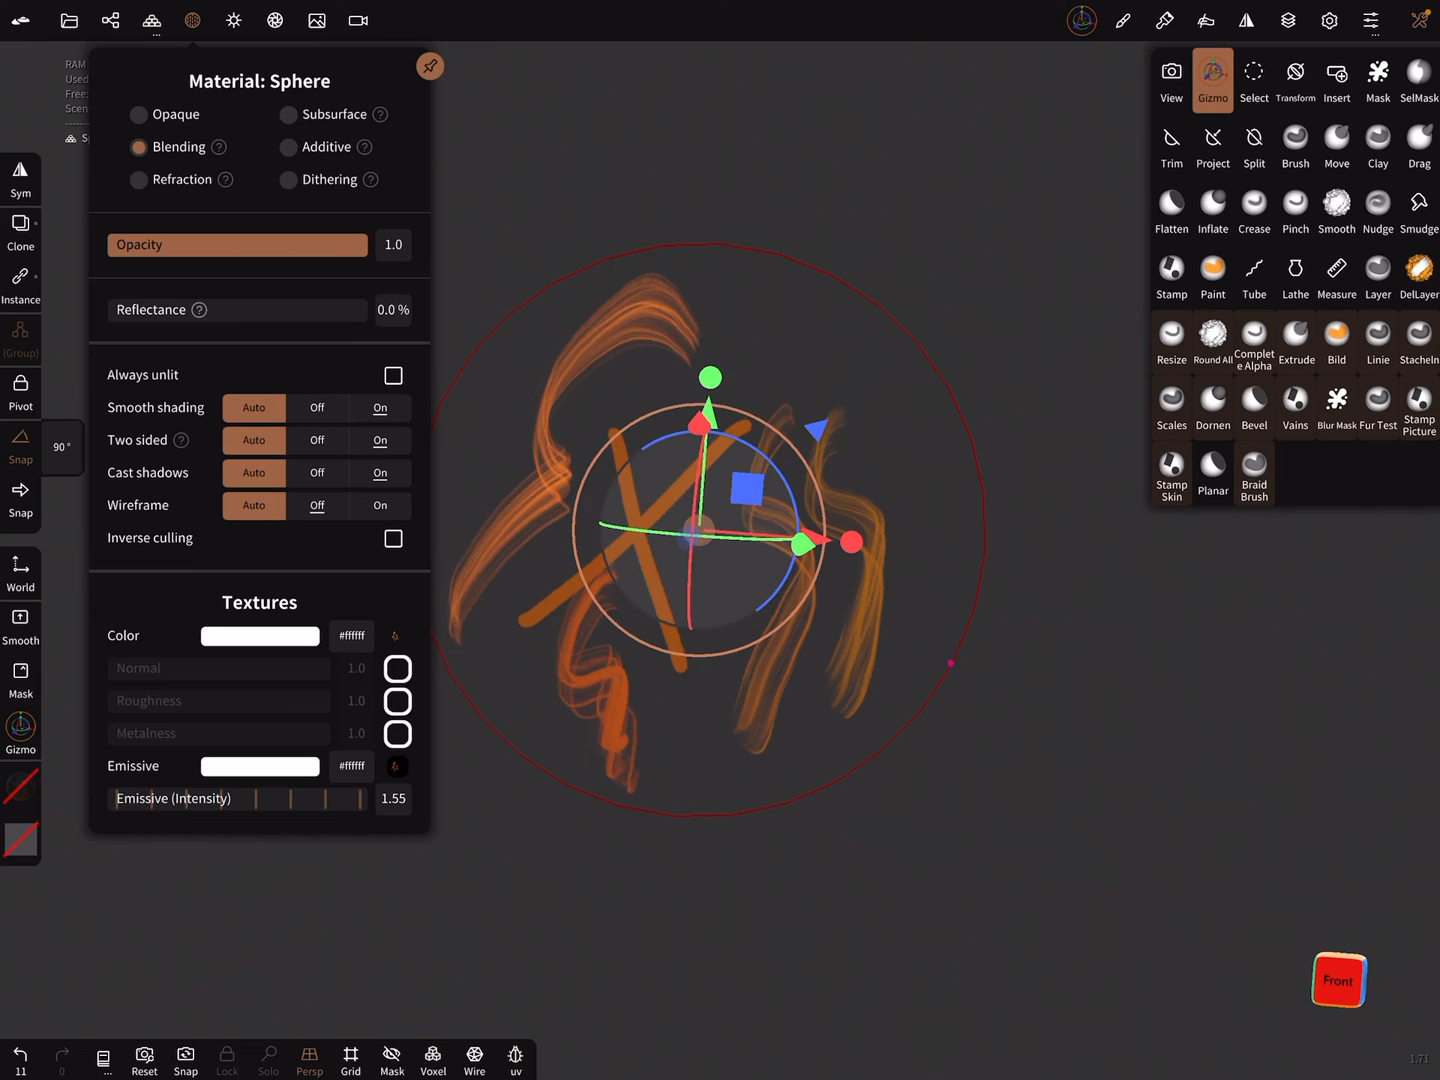 RAM
Used
Free:
Scen
--------
S
Sym
Clone
Instance
(Group)
Pivot
Snap
90 °
Snap
World
Smooth
Mask
Gizmo
Material: Sphere
Opaque
Subsurface ?
Blending ?
Additive ?
Refraction ?
Dithering ?
Opacity 1.0
Reflectance ? 0.0 %
Always unlit
Smooth shading Auto Off On
Two sided ? Auto Off On
Cast shadows Auto Off On
Wireframe Auto Off On
Inverse culling
Textures
Color #ffffff
Normal 1.0
Roughness 1.0
Metalness 1.0
Emissive #ffffff
Emissive (Intensity) 1.55
View Gizmo Select Transform Insert Mask SelMask
Trim Project Split Brush Move Clay Drag
Flatten Inflate Crease Pinch Smooth Nudge Smudge
Stamp Paint Tube Lathe Measure Layer DelLayer
Resize Round All Complet
e Alpha Extrude Bild Linie Stacheln
Scales Dornen Bevel Vains Blur Mask Fur Test Stamp
Picture
Stamp
Skin Planar Braid
Brush
Front
11 0 ... Reset Snap Lock Solo Persp Grid Mask Voxel Wire uv
1.71